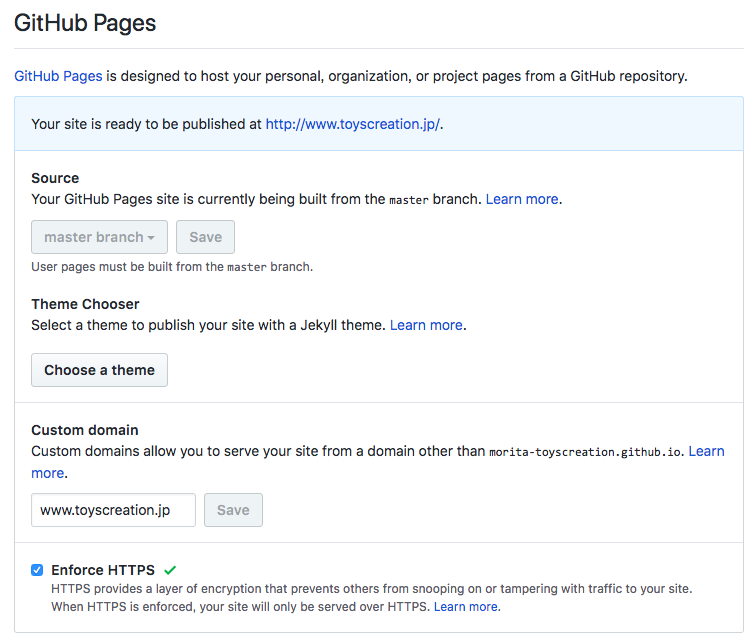 GitHub Pages
GitHub Pages is designed to host your personal, organization, or project pages from a GitHub repository.
Your site is ready to be published at http://www.toyscreation.jp/.
Source
Your GitHub Pages site is currently being built from the master branch. Learn more.
master branch
Save
User pages must be built from the master branch.
Theme Chooser
Select a theme to publish your site with a Jekyll theme. Learn more.
Choose a theme
Custom domain
Custom domains allow you to serve your site from a domain other than morita-toyscreation.github.io. Learn
more.
www.toyscreation.jp
Save
Enforce HTTPS
HTTPS provides a layer of encryption that prevents others from snooping on or tampering with traffic to your site.
When HTTPS is enforced, your site will only be served over HTTPS. Learn more.